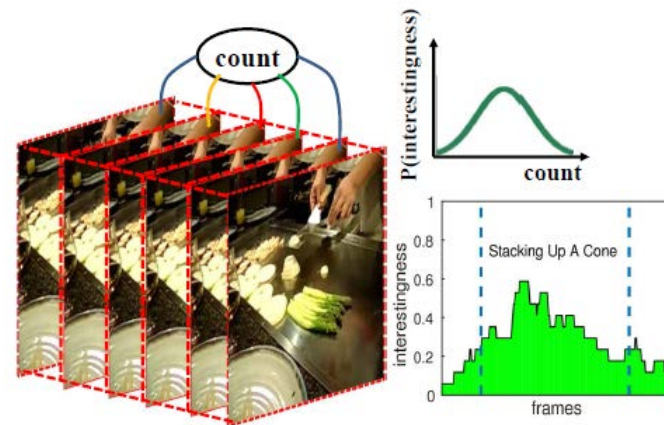 count
P(interestingness)
count
1
0.8
0.6
0.4
0.2
0
interestingness
Stacking Up A Cone
frames